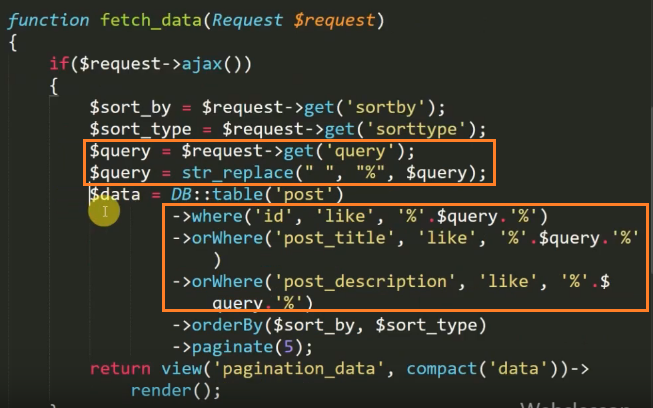 function fetch_data(Request $request)
{
if($request->ajax())
{
$sort_by = $request->get('sortby');
$sort_type = $request->get('sorttype');
$query = $request->get('query');
$query = str_replace(" ", "%", $query);
$data = DB::table('post')
->where('id', 'like', '%'.$query.'%')
->orWhere('post_title', 'like', '%'.$query.'%'
)
->orWhere('post_description', 'like', '%'.$
query.'%')
->orderBy($sort_by, $sort_type)
->paginate(5);
return view('pagination_data', compact('data'))->
render();